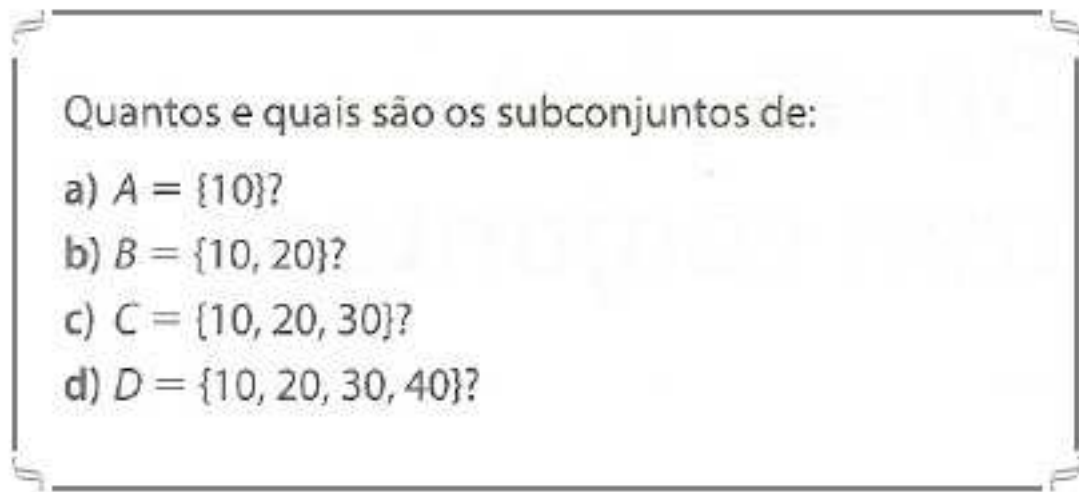 Quantos e quais são os subconjuntos de:
a) A = {10}?
b) B = {10, 20}?
c) C = {10, 20, 30}?
d) D = {10, 20, 30, 40}?